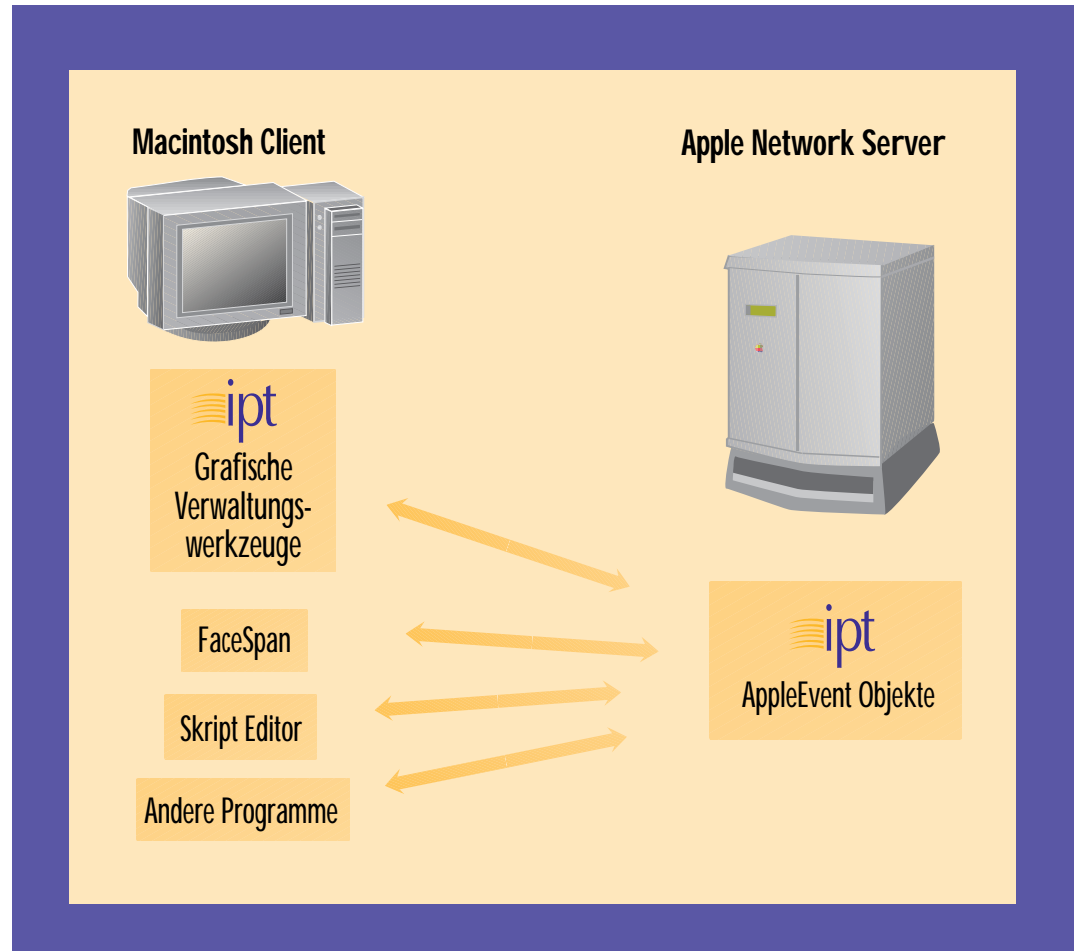 Macintosh Client
Apple Network Server
ipt
Grafische
Verwaltungs-
werkzeuge
FaceSpan
Skript Editor
Andere Programme
ipt
AppleEvent Objekte